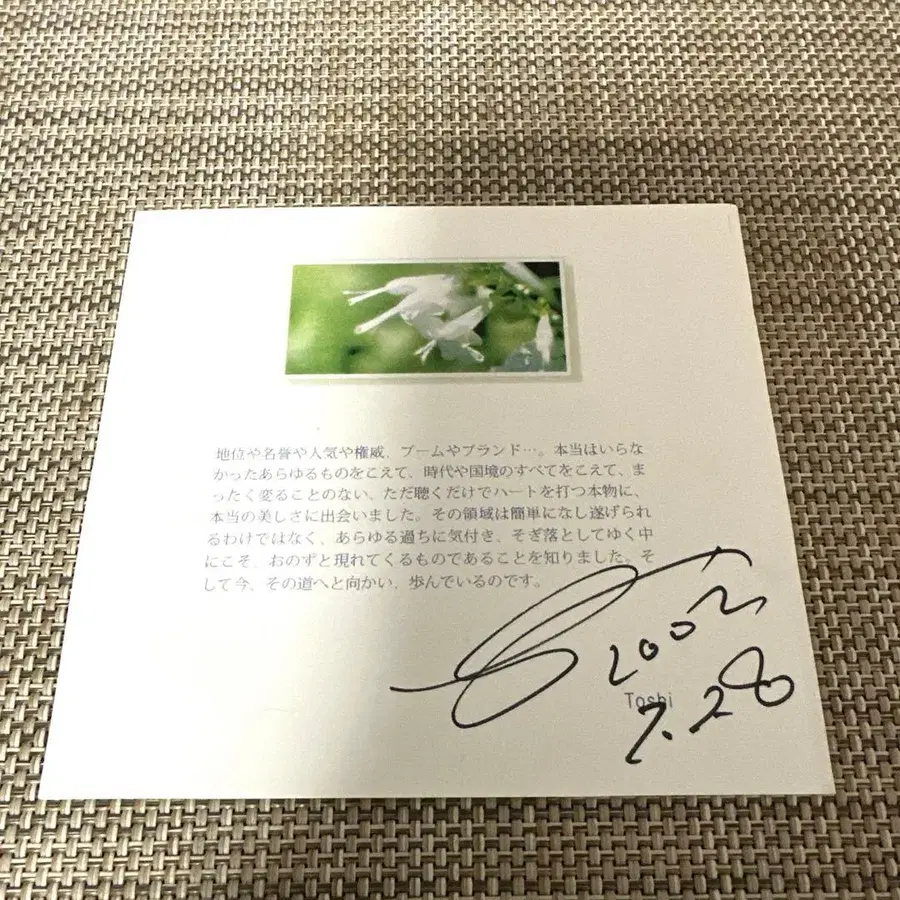 地位や名誉や人気や権威、ブームやブランド…。本当はいらな
かったあらゆるものをこえて、時代や国境のすべてをこえて、ま
ったく変ることのない、ただ聴くだけでハートを打つ本物に、
本当の美しさに出会いました。その領域は簡単になし遂げられ
るわけではなく、あらゆる過ちに気付き、そぎ落としてゆく中
にこそ、おのずと現れてくるものであることを知りました。そ
して今、その道へと向かい、歩んでいるのです。
2002
Toshi
7.28